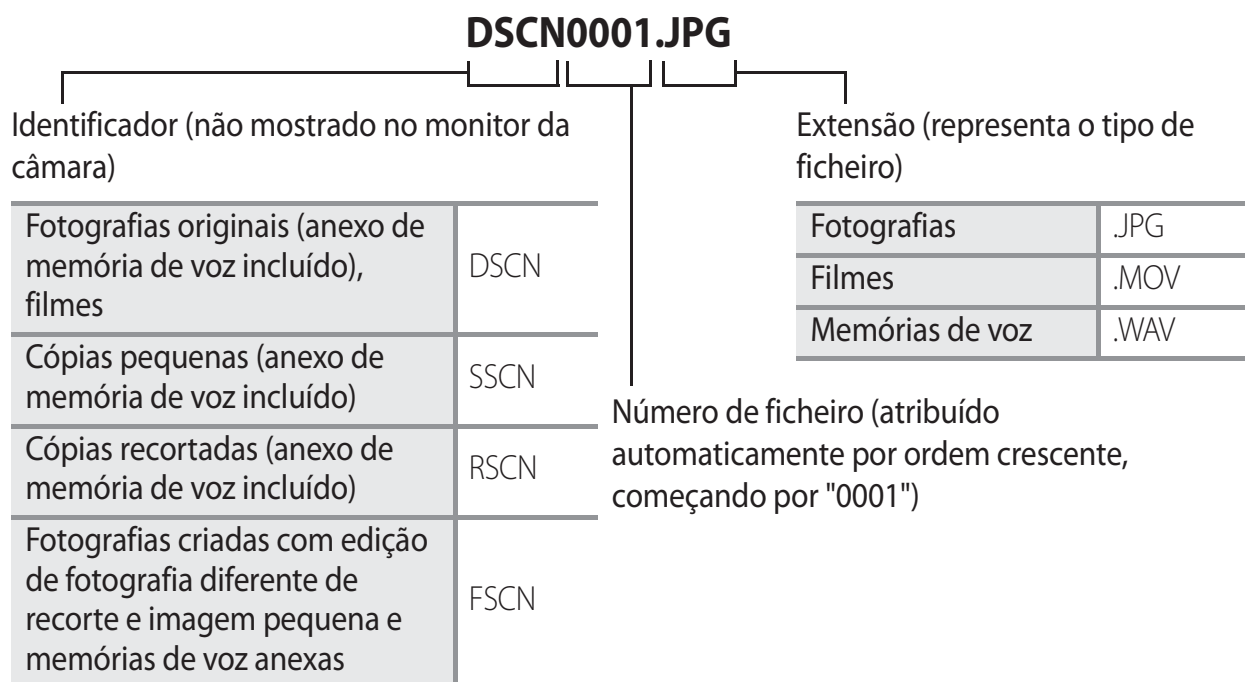 DSCN0001.JPG
Identificador (não mostrado no monitor da
câmara)
Fotografias originais (anexo de
memória de voz incluído),
filmes
DSCN
Cópias pequenas (anexo de
memória de voz incluído)
SSCN
Cópias recortadas (anexo de
memória de voz incluído)
RSCN
Fotografias criadas com edição
de fotografia diferente de
recorte e imagem pequena e
memórias de voz anexas
FSCN
Extensão (representa o tipo de
ficheiro)
Fotografias .JPG
Filmes .MOV
Memórias de voz .WAV
Número de ficheiro (atribuído
automaticamente por ordem crescente,
começando por "0001")